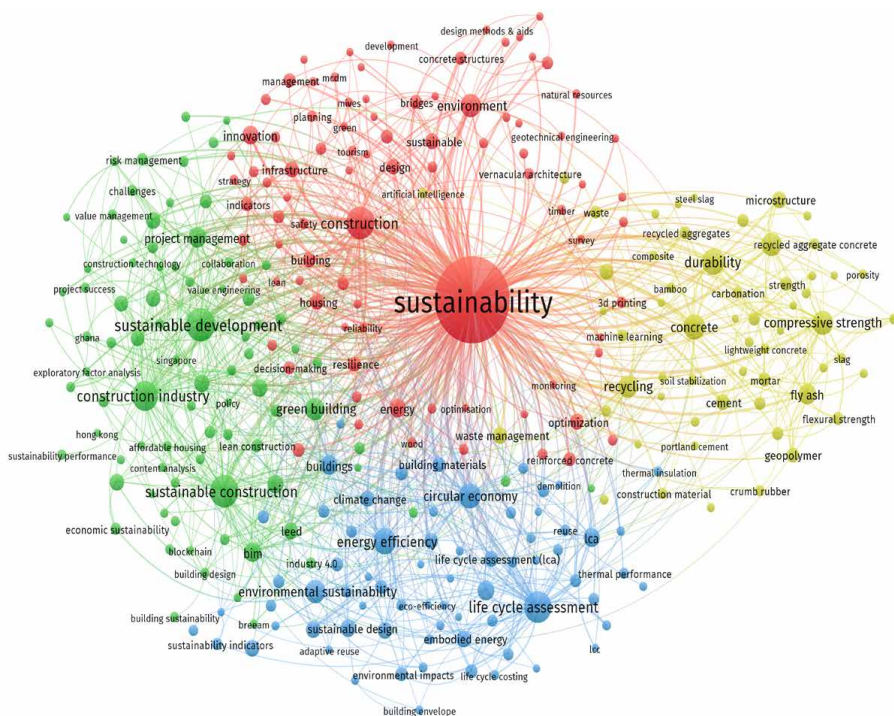 design methods & aids
development
concrete structures
management
mcdm
natural resources
mives
bridges
environment
planning
green
innovation
sustainable
geotechnical engineering
tourism
risk management
infrastructure
design
vernacular architecture
strategy
challenges
artificial intelligence
steel slag
microstructure
indicators
timber
waste
value management
safety
construction
recycled aggregates
project management
survey
recycled aggregate concrete
building
composite
durability
construction technology
collaboration
porosity
lean
bamboo
strength
project success
value engineering
carbonation
housing
sustainability
3d printing
sustainable development
reliability
concrete
compressive strength
ghana
machine learning
lightweight concrete
singapore
slag
decision-making
resilience
exploratory factor analysis
soil stabilization
mortar
monitoring
recycling
construction industry
fly ash
policy
cement
green building
energy
optimisation
optimization
flexural strength
hong kong
waste management
affordable housing
lean construction
wood
portland cement
sustainability performance
content analysis
reinforced concrete
geopolymer
buildings
building materials
thermal insulation
demolition
sustainable construction
climate change
circular economy
construction material
crumb rubber
economic sustainability
leed
reuse
energy efficiency
lca
blockchain
bim
industry 4.0
life cycle assessment (lca)
building design
thermal performance
environmental sustainability
eco-efficiency
life cycle assessment
building sustainability
breeam
sustainable design
embodied energy
sustainability indicators
adaptive reuse
lcc
environmental impacts
life cycle costing
building envelope